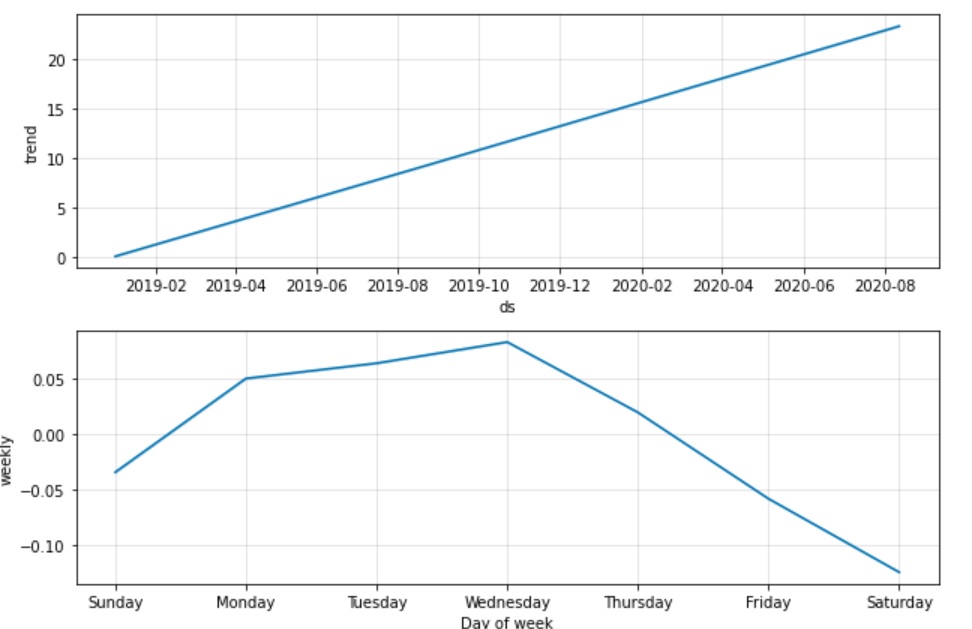 20
15
trend
10
5
0
2019-02 2019-04 2019-06 2019-08 2019-10 2019-12 2020-02 2020-04 2020-06 2020-08
ds
0.05
0.00
weekly
−0.05
−0.10
Sunday Monday Tuesday Wednesday Thursday Friday Saturday
Day of week